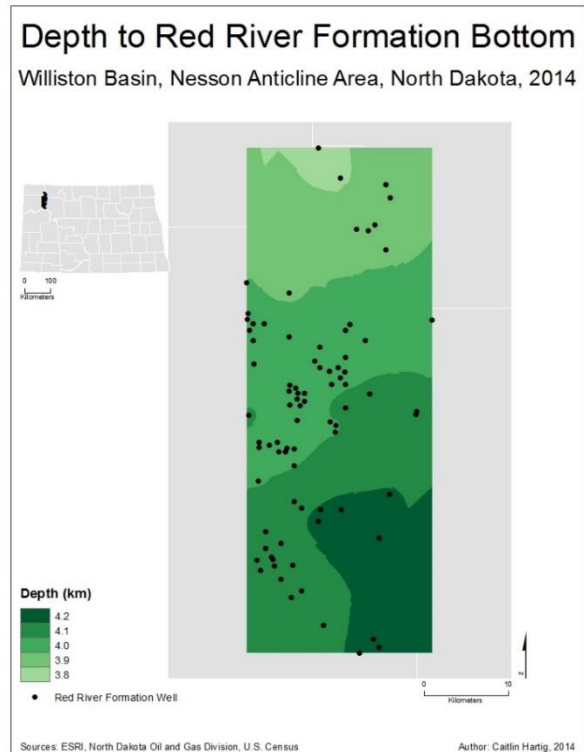 Depth to Red River Formation Bottom
Williston Basin, Nesson Anticline Area, North Dakota, 2014
0 100
Kilometers
Depth (km)
4.2
4.1
4.0
3.9
3.8
Red River Formation Well
0 10
Kilometers
N
Sources: ESRI, North Dakota Oil and Gas Division, U.S. Census
Author: Caitlin Hartig, 2014